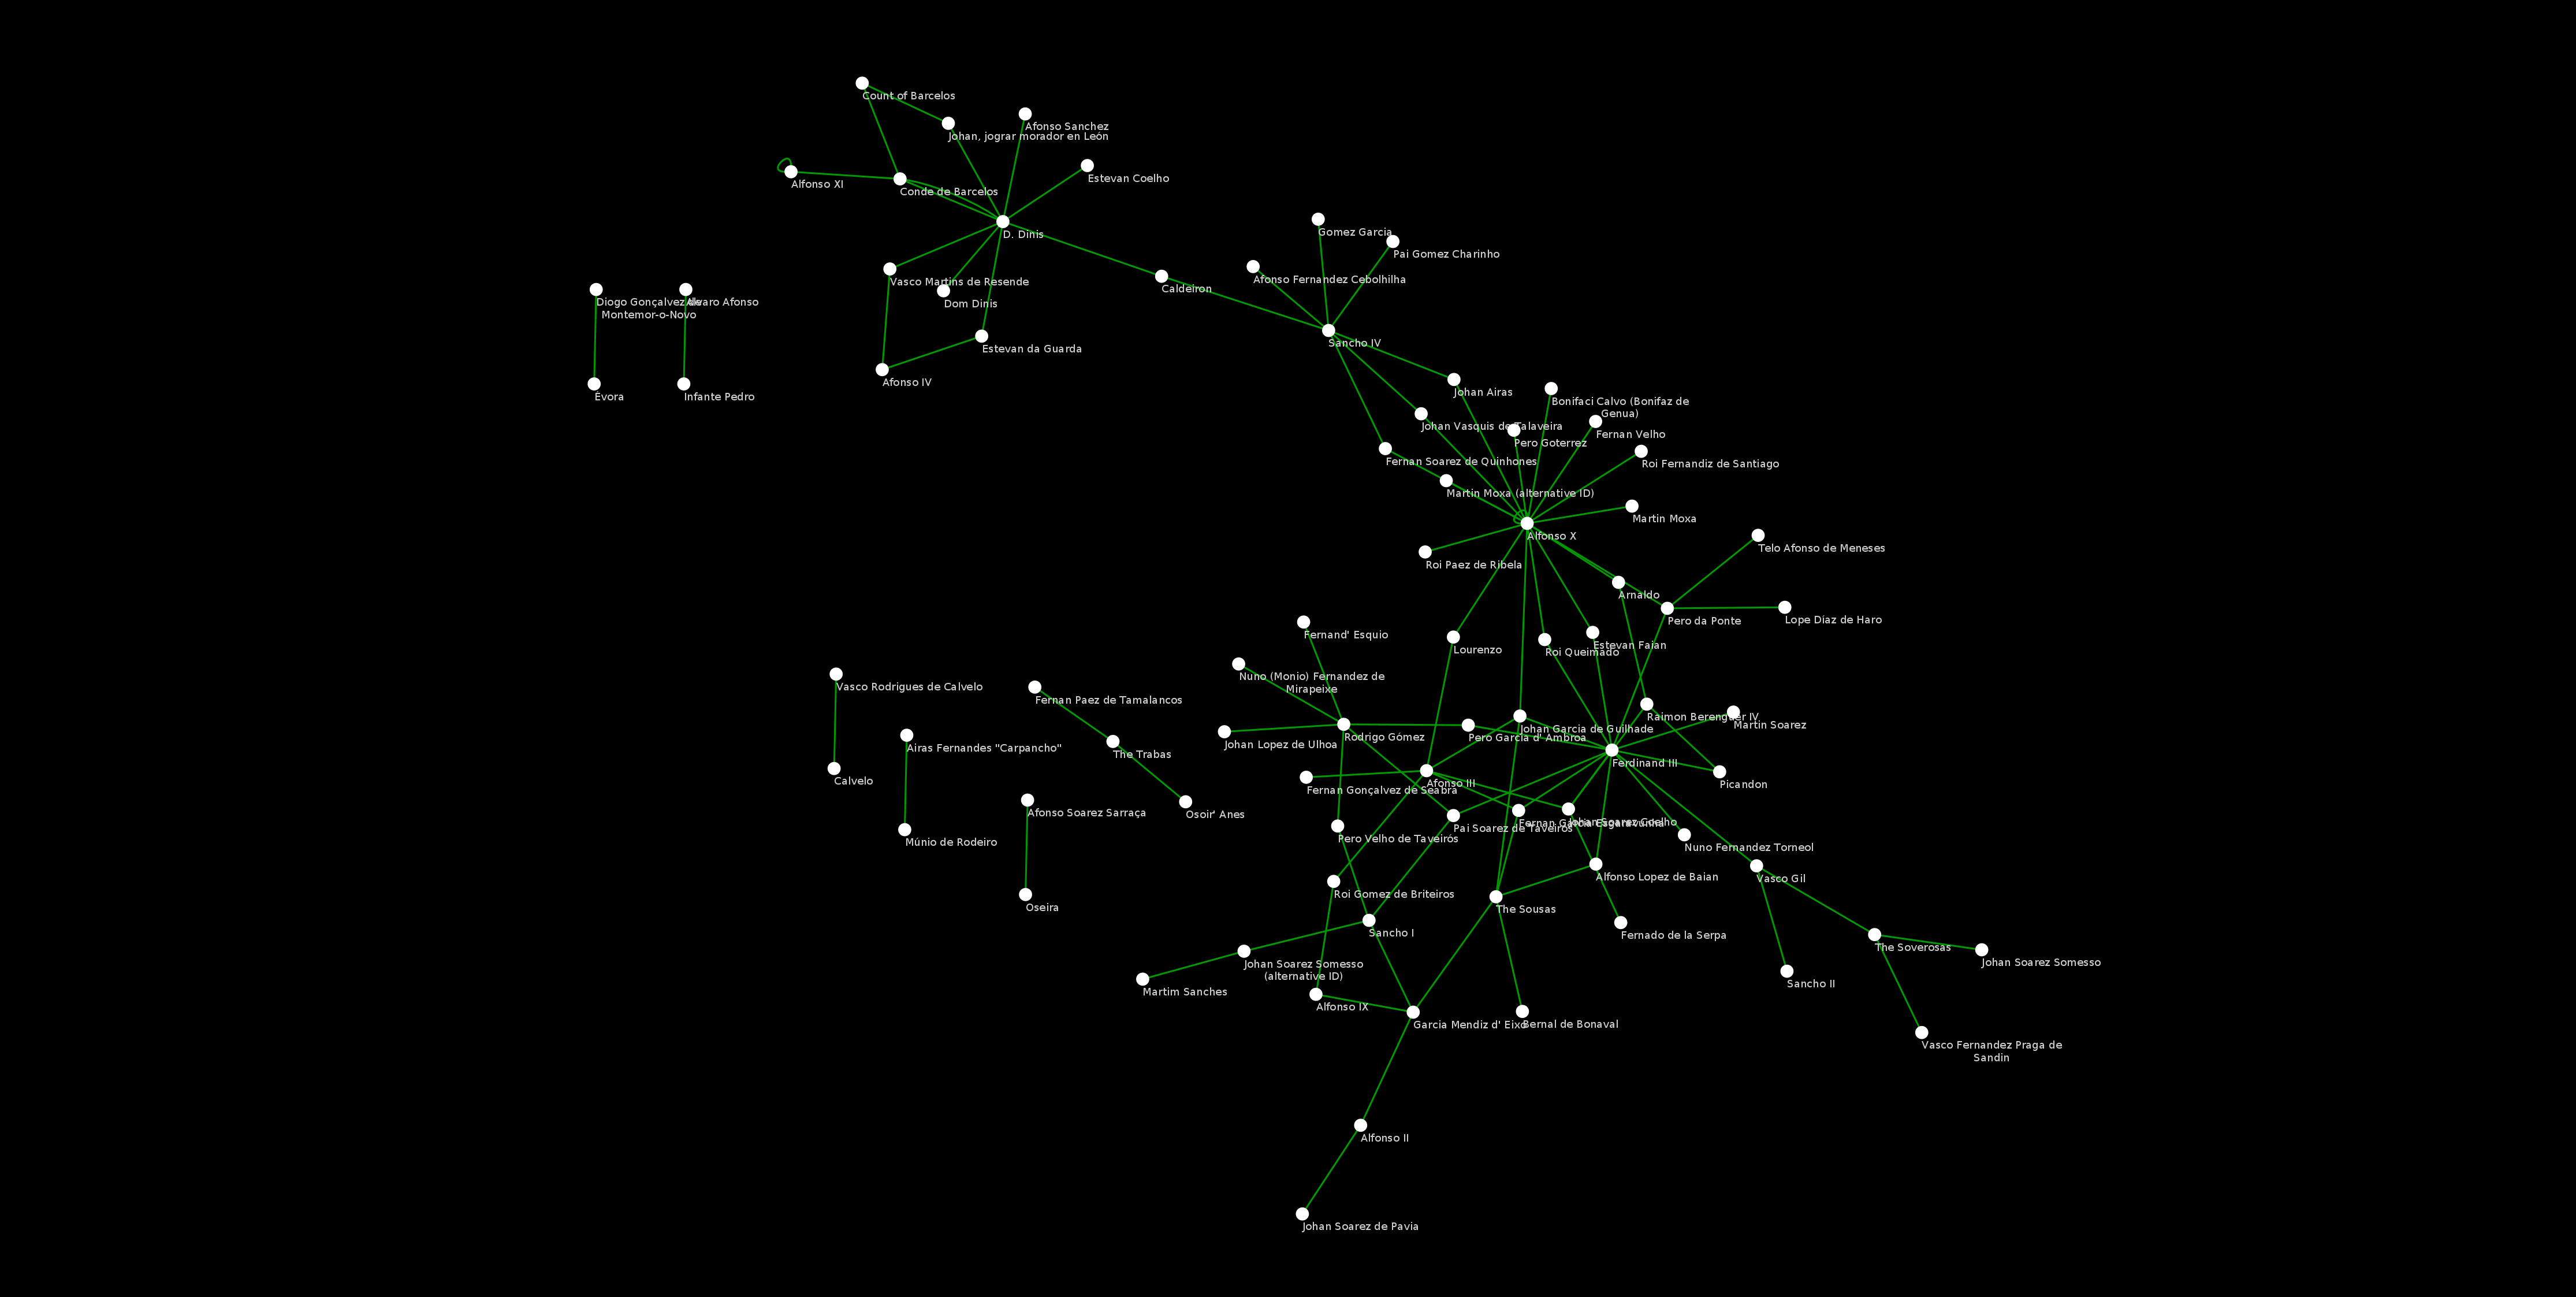 Count of Barcelos
Afonso Sanchez
Johan, jograr morador en León
Estevan Coelho
Alfonso XI
Conde de Barcelos
D. Dinis
Gomez Garcia
Pai Gomez Charinho
Afonso Fernandez Cebolhilha
Vasco Martins de Resende
Caldeiron
Dom Dinis
Diogo Gonçalvez de
Montemor-o-Novo
Alvaro Afonso
Sancho IV
Estevan da Guarda
Afonso IV
Évora
Infante Pedro
Johan Airas
Bonifaci Calvo (Bonifaz de
Genua)
Johan Vasquis de Talaveira
Fernan Velho
Pero Goterrez
Fernan Soarez de Quinhones
Roi Fernandiz de Santiago
Martin Moxa (alternative ID)
Martin Moxa
Alfonso X
Telo Afonso de Meneses
Roi Paez de Ribela
Arnaldo
Pero da Ponte
Lope Díaz de Haro
Fernand' Esquio
Lourenzo
Roi Queimado
Estevan Faian
Nuno (Monio) Fernandez de
Mirapeixe
Vasco Rodrigues de Calvelo
Fernan Paez de Tamalancos
Raimon Berenguer IV
Martin Soarez
Johan Garcia de Guilhade
Rodrigo Gómez
Pero Garcia d' Ambroa
Johan Lopez de Ulhoa
Airas Fernandes "Carpancho"
The Trabas
Ferdinand III
Calvelo
Afonso III
Picandon
Fernan Gonçalvez de Seabra
Afonso Soarez Sarraça
Osoir' Anes
Johan Soarez Coelho
Fernan Garcia Esgaravunha
Pai Soarez de Taveirós
Pero Velho de Taveirós
Múnio de Rodeiro
Nuno Fernandez Torneol
Alfonso Lopez de Baian
Vasco Gil
Roi Gomez de Briteiros
Oseira
The Sousas
Sancho I
Fernado de la Serpa
The Soverosas
Johan Soarez Somesso
Johan Soarez Somesso
(alternative ID)
Sancho II
Martim Sanches
Alfonso IX
Garcia Mendiz d' Eixo
Bernal de Bonaval
Vasco Fernandez Praga de
Sandin
Alfonso II
Johan Soarez de Pavia